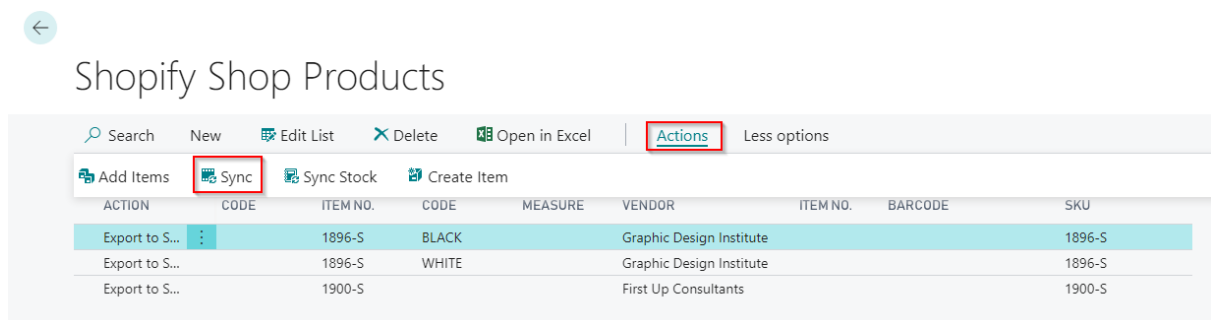 Shopify Shop Products
Search New Edit List Delete Open in Excel Actions Less options
Add Items Sync Sync Stock Create Item
ACTION CODE ITEM NO. CODE MEASURE VENDOR ITEM NO. BARCODE SKU
Export to S... 1896-S BLACK Graphic Design Institute 1896-S
Export to S... 1896-S WHITE Graphic Design Institute 1896-S
Export to S... 1900-S First Up Consultants 1900-S